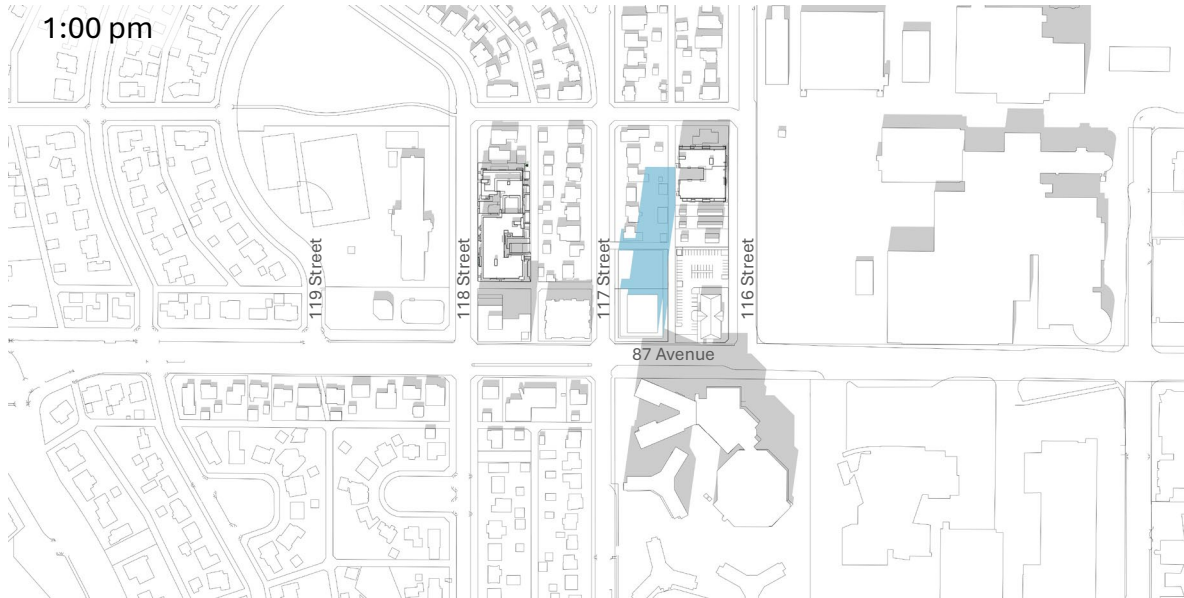 1:00 pm
119 Street
118 Street
117 Street
116 Street
87 Avenue